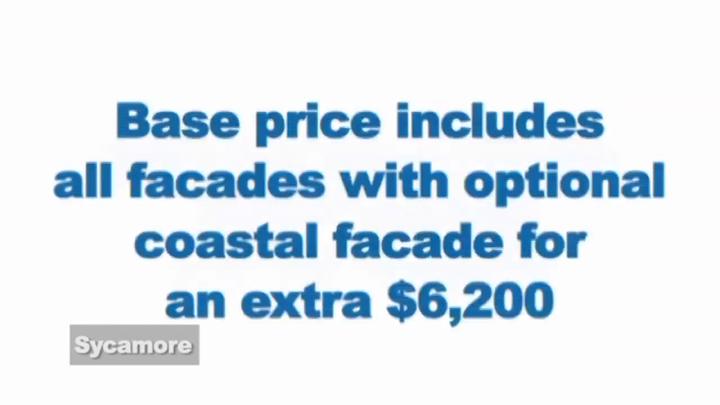 Base price includes
all facades with optional
coastal facade for
an extra $6,200
Sycamore